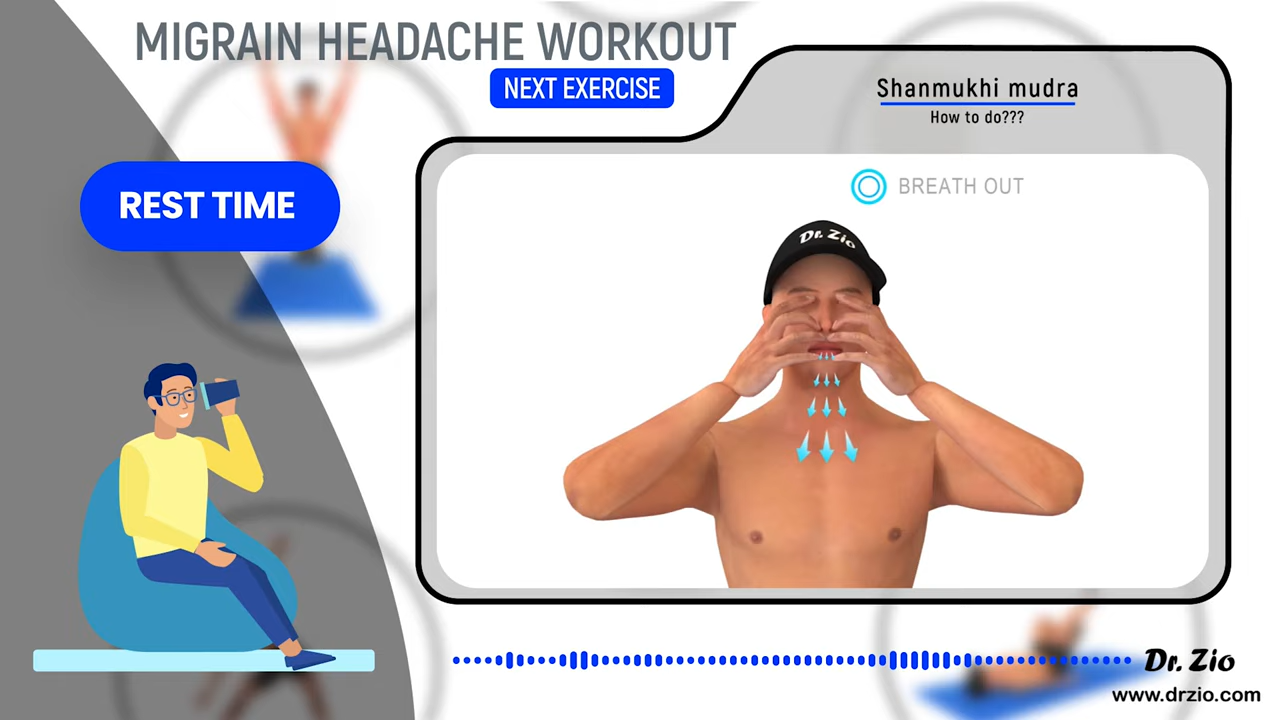 MIGRAIN HEADACHE WORKOUT
NEXT EXERCISE
Shanmukhi mudra
How to do???
REST TIME
BREATH OUT
Dr. Zio
Dr. Zio
www.drzio.com